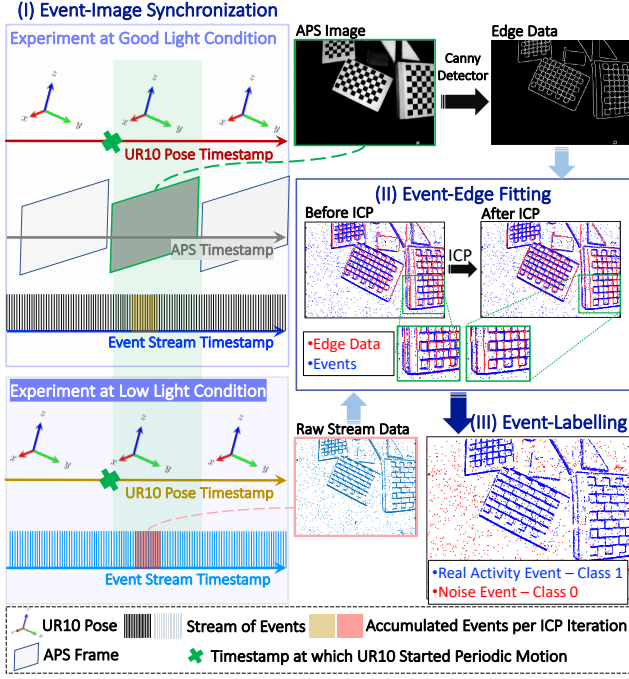 (I) Event-Image Synchronization
Experiment at Good Light Condition
UR10 Pose Timestamp
APS Timestamp
Event Stream Timestamp
Experiment at Low Light Condition
UR10 Pose Timestamp
Event Stream Timestamp
APS Image
Canny
Detector
Edge Data
(II) Event-Edge Fitting
Before ICP
After ICP
ICP
•Edge Data
•Events
Raw Stream Data
(III) Event-Labelling
•Real Activity Event – Class 1
•Noise Event – Class 0
UR10 Pose
Stream of Events
Accumulated Events per ICP Iteration
APS Frame
Timestamp at which UR10 Started Periodic Motion